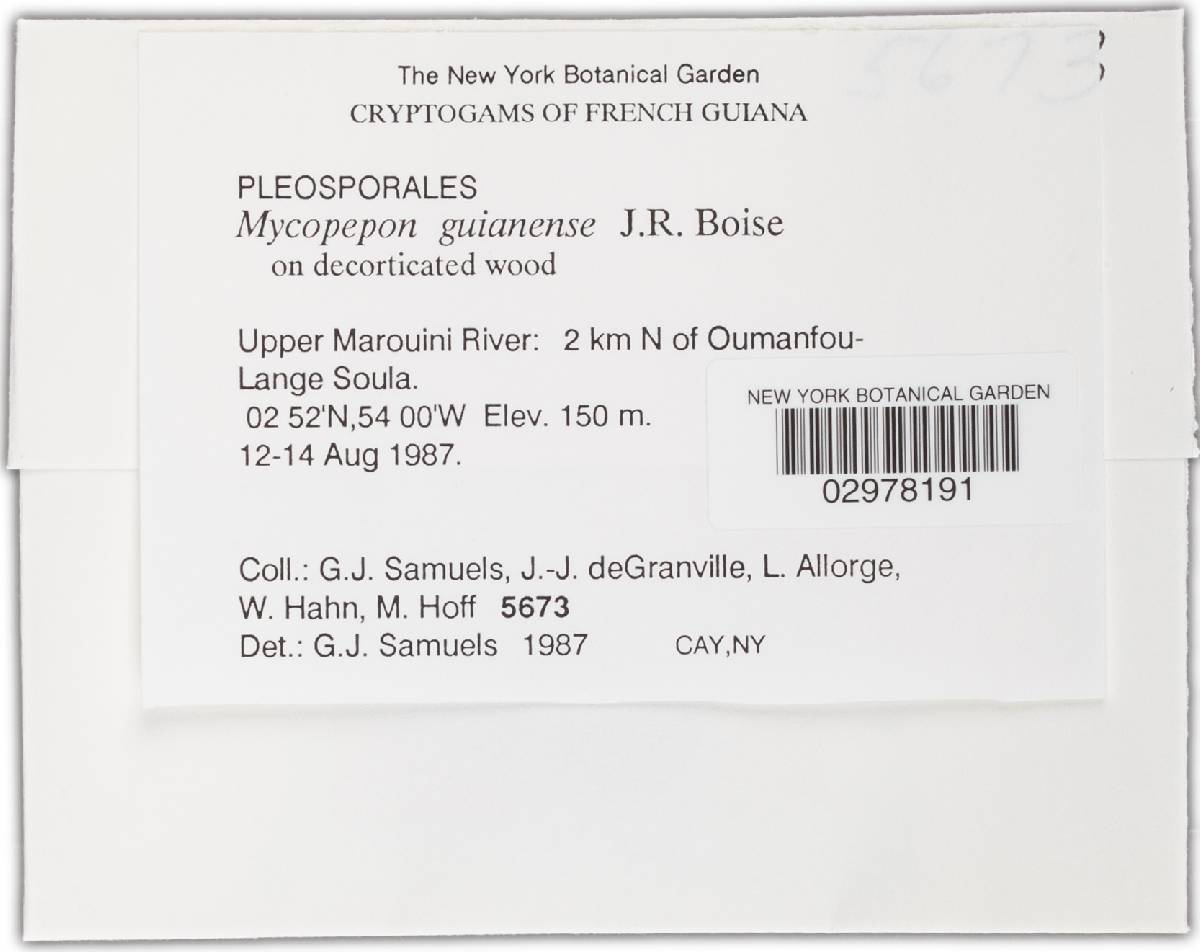 5673
The New York Botanical Garden
CRYPTOGAMS OF FRENCH GUIANA
PLEOSPORALES
Mycopepon guianense J.R. Boise
on decorticated wood
Upper Marouini River: 2 km N of Oumanfou-
Lange Soula.
02 52'N,54 00'W Elev. 150 m.
12-14 Aug 1987.
NEW YORK BOTANICAL GARDEN
02978191
Coll.: G.J. Samuels, J.-J. deGranville, L. Allorge,
W. Hahn, M. Hoff 5673
Det.: G.J. Samuels 1987 CAY,NY